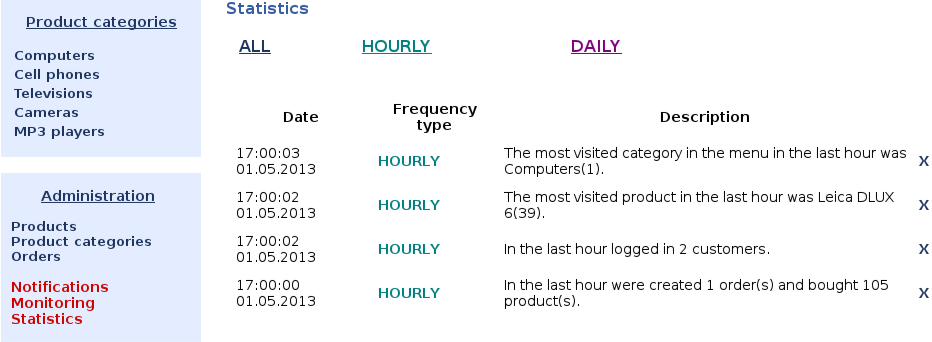 Product categories
Computers
Cell phones
Televisions
Cameras
MP3 players
Administration
Products
Product categories
Orders
Notifications
Monitoring
Statistics
Statistics
ALL HOURLY DAILY
Date Frequency type Description
17:00:03 01.05.2013 HOURLY The most visited category in the menu in the last hour was Computers(1). X
17:00:02 01.05.2013 HOURLY The most visited product in the last hour was Leica DLUX 6(39). X
17:00:02 01.05.2013 HOURLY In the last hour logged in 2 customers. X
17:00:00 01.05.2013 HOURLY In the last hour were created 1 order(s) and bought 105 product(s). X